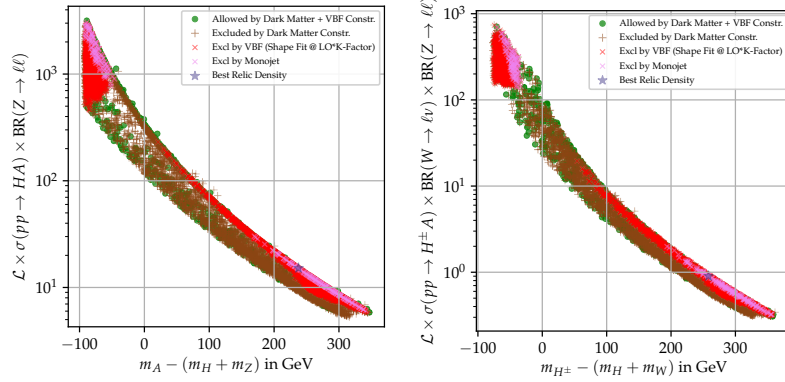 Allowed by Dark Matter + VBF Constr.
Excluded by Dark Matter Constr.
Excl by VBF (Shape Fit @ LO*K-Factor)
Excl by Monojet
Best Relic Density
10³
10²
10¹
−100 0 100 200 300
m_A − (m_H + m_Z) in GeV
ℒ × σ(pp → HA) × BR(Z → ℓℓ)
Allowed by Dark Matter + VBF Constr.
Excluded by Dark Matter Constr.
Excl by VBF (Shape Fit @ LO*K-Factor)
Excl by Monojet
Best Relic Density
10³
10²
10¹
10⁰
−100 0 100 200 300
m_{H^±} − (m_H + m_W) in GeV
ℒ × σ(pp → H^±A) × BR(W → ℓν) × BR(Z → ℓℓ)